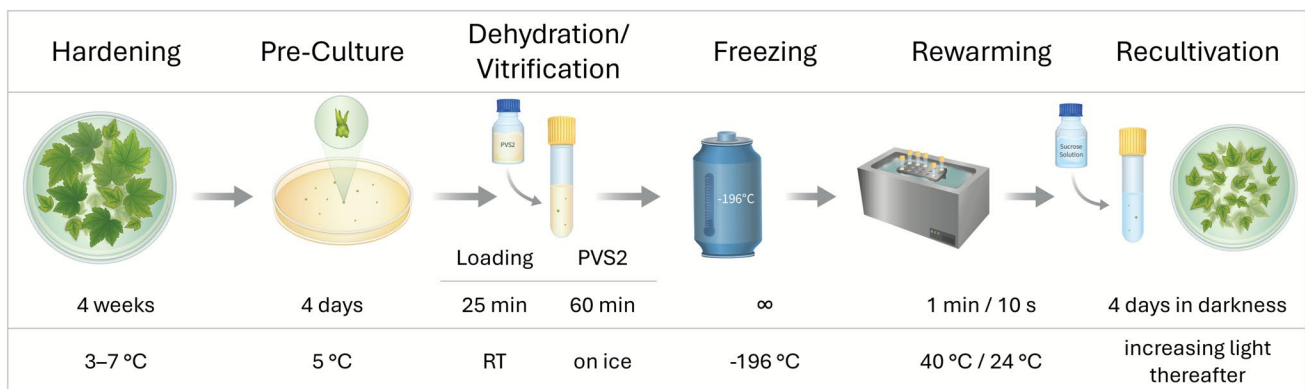 Hardening
Pre-Culture
Dehydration/
Vitrification
Freezing
Rewarming
Recultivation
PVS2
-196°C
Sucrose
Solution
Loading
PVS2
4 weeks
4 days
25 min
60 min
∞
1 min / 10 s
4 days in darkness
3–7 °C
5 °C
RT
on ice
-196 °C
40 °C / 24 °C
increasing light
thereafter